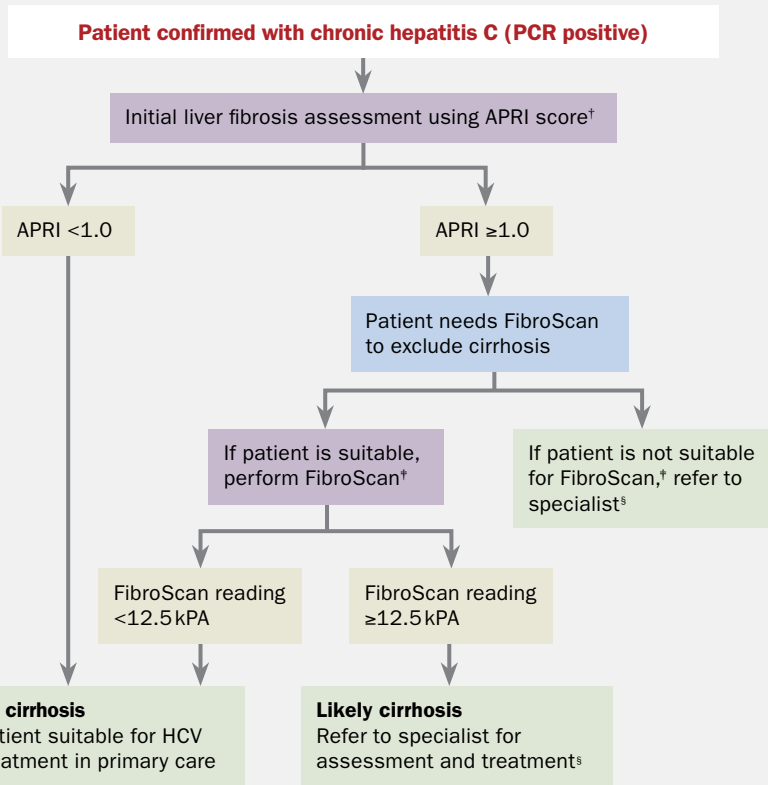 Patient confirmed with chronic hepatitis C (PCR positive)
Initial liver fibrosis assessment using APRI score†
APRI <1.0
APRI ≥1.0
Patient needs FibroScan
to exclude cirrhosis
If patient is suitable,
perform FibroScan‡
If patient is not suitable
for FibroScan,‡ refer to
specialist§
FibroScan reading
<12.5 kPA
FibroScan reading
≥12.5 kPA
cirrhosis
suitable for HCV
in primary care
Likely cirrhosis
Refer to specialist for
assessment and treatment§